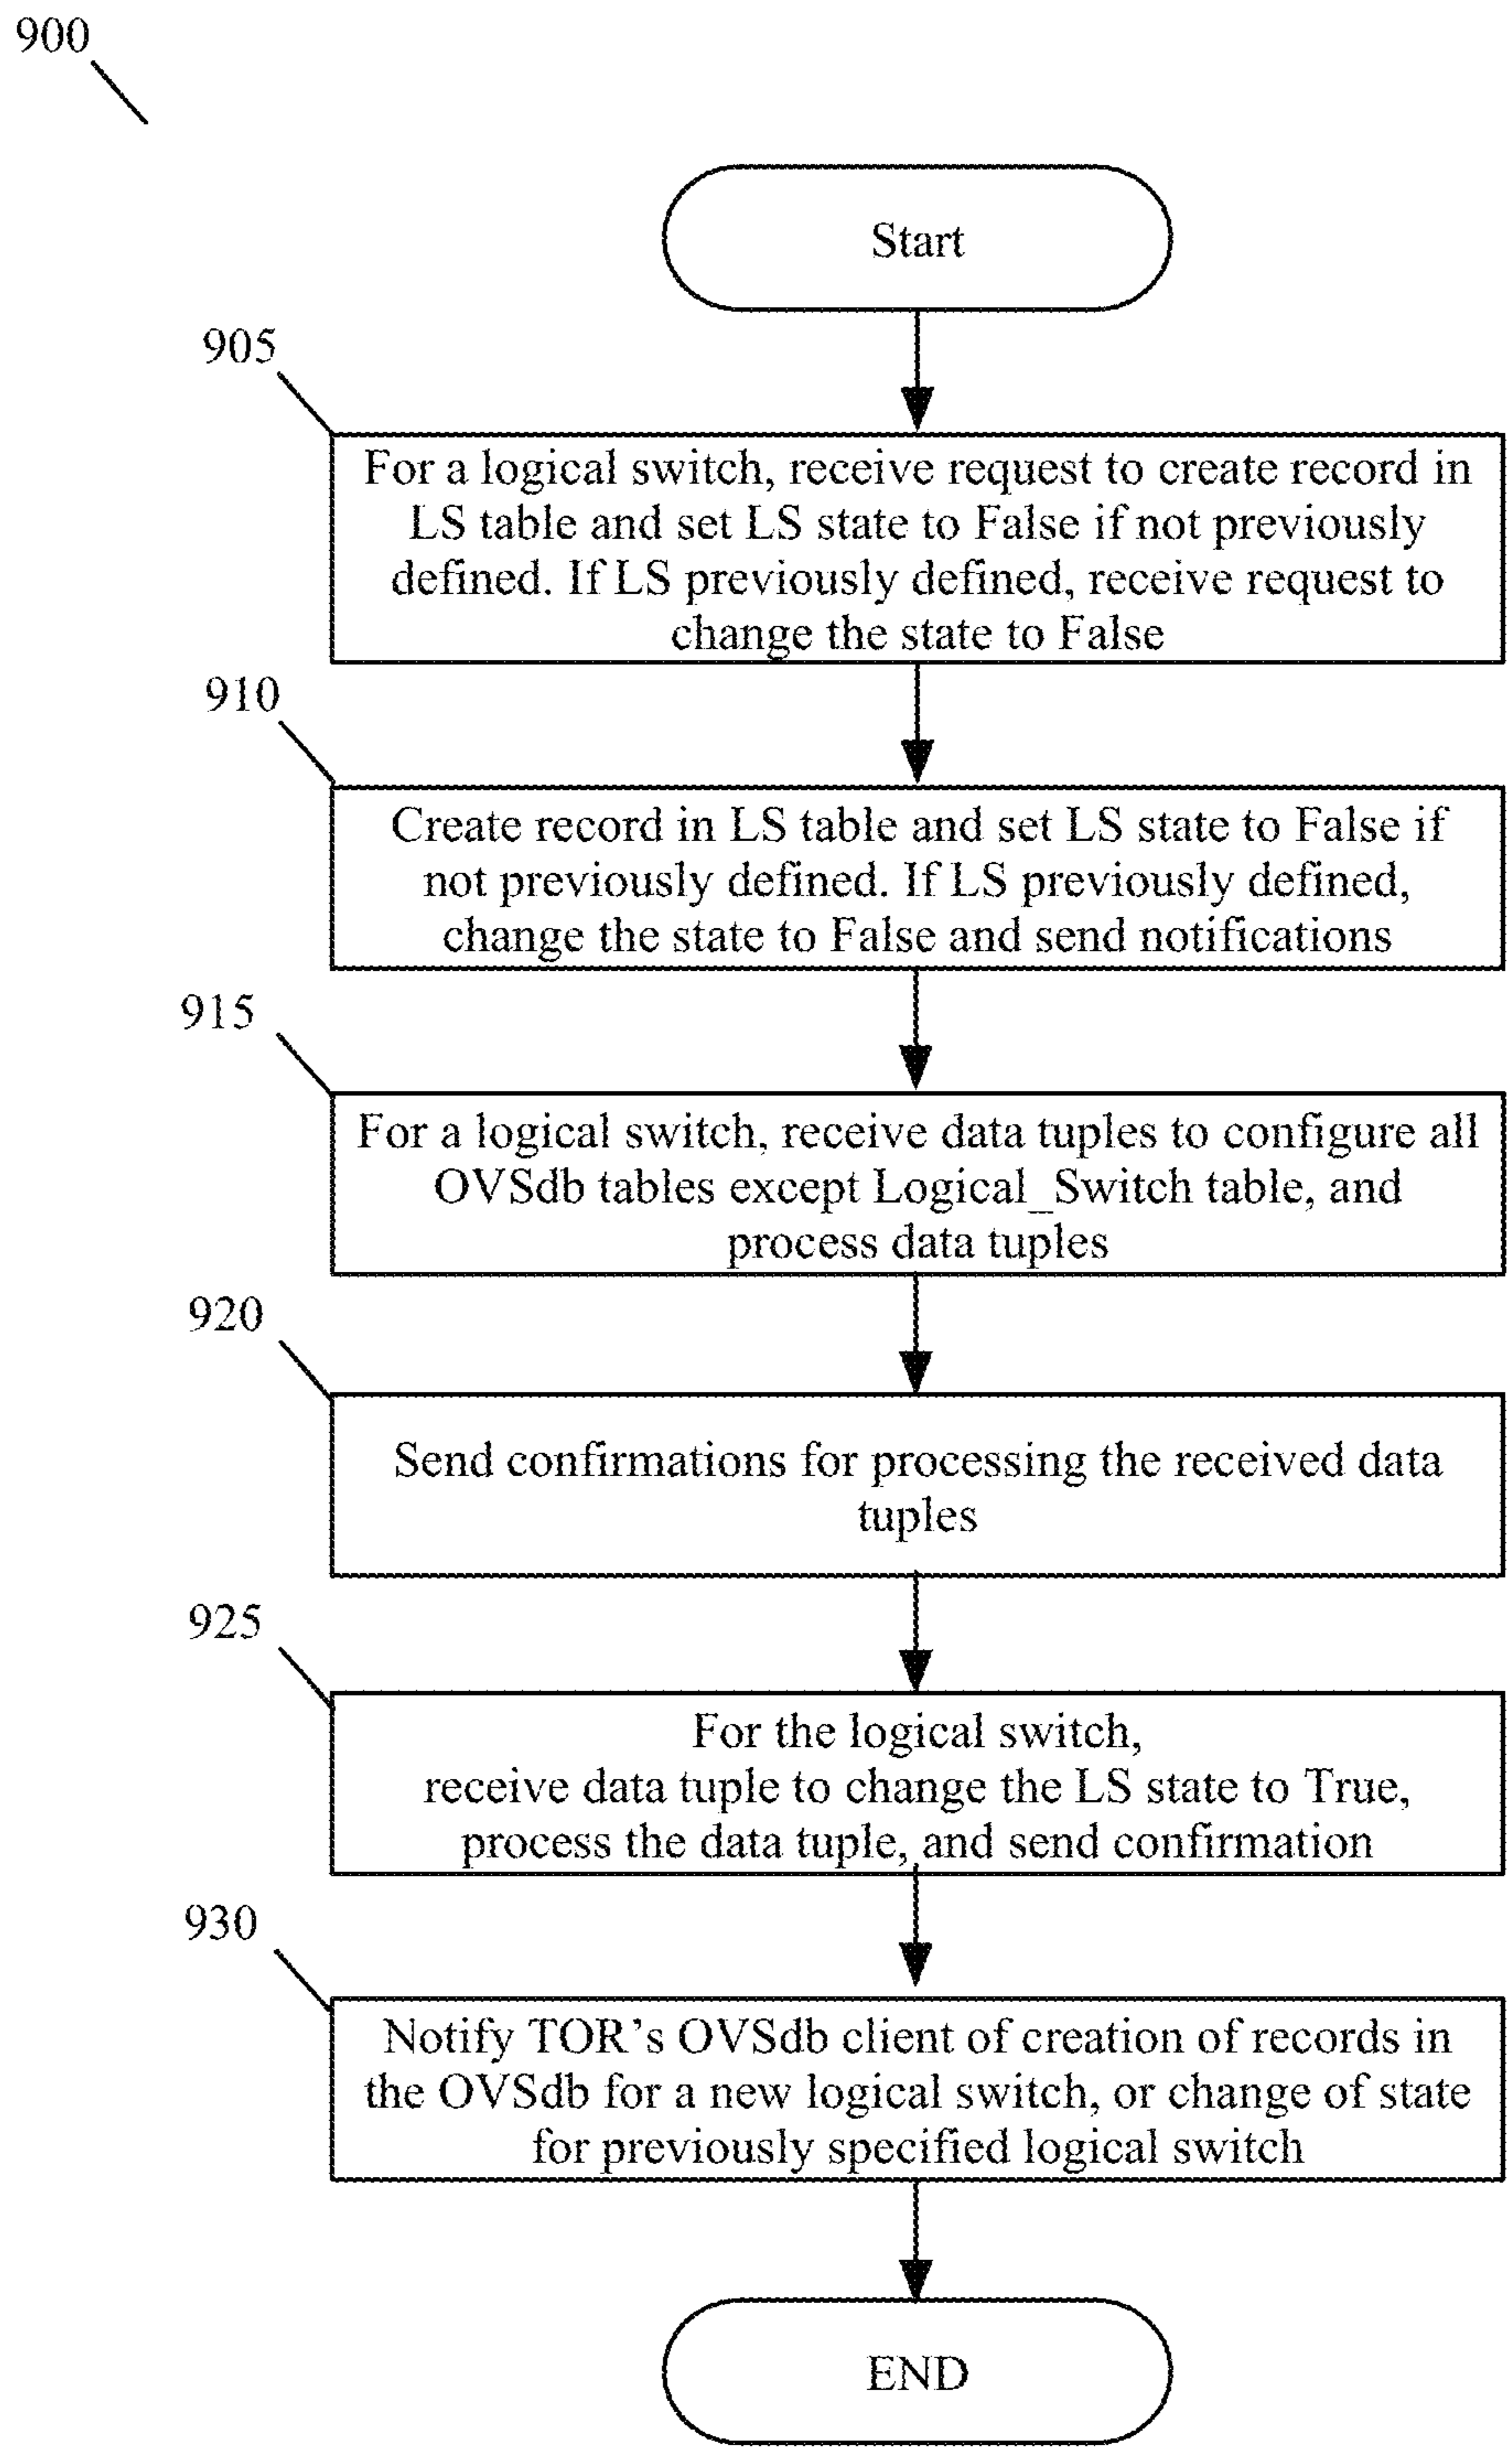 900
Start
905
For a logical switch, receive request to create record in
LS table and set LS state to False if not previously
defined. If LS previously defined, receive request to
change the state to False
910
Create record in LS table and set LS state to False if
not previously defined. If LS previously defined,
change the state to False and send notifications
915
For a logical switch, receive data tuples to configure all
OVSdb tables except Logical_Switch table, and
process data tuples
920
Send confirmations for processing the received data
tuples
925
For the logical switch,
receive data tuple to change the LS state to True,
process the data tuple, and send confirmation
930
Notify TOR’s OVSdb client of creation of records in
the OVSdb for a new logical switch, or change of state
for previously specified logical switch
END